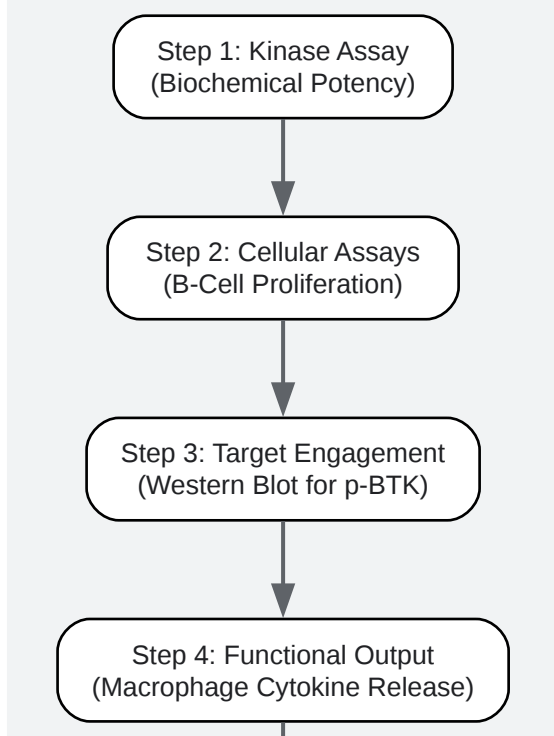 Step 1: Kinase Assay
(Biochemical Potency)
Step 2: Cellular Assays
(B-Cell Proliferation)
Step 3: Target Engagement
(Western Blot for p-BTK)
Step 4: Functional Output
(Macrophage Cytokine Release)